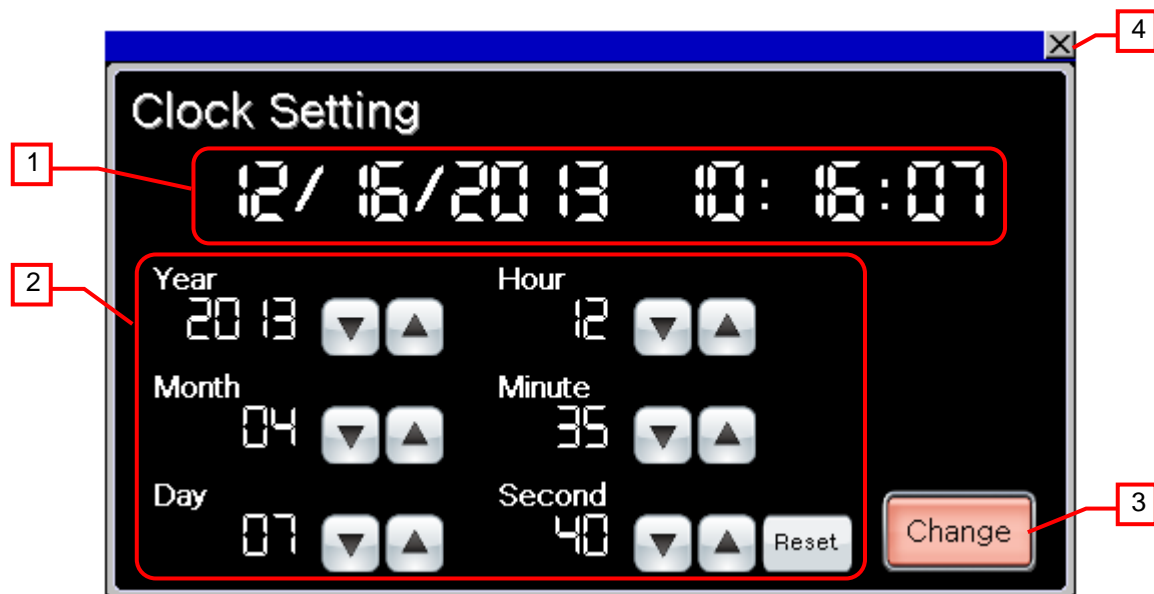 4
Clock Setting
1
12/16/2013 10:16:07
2
Year Hour
2013 12
Month Minute
04 35
Day Second
07 40 Reset
Change
3